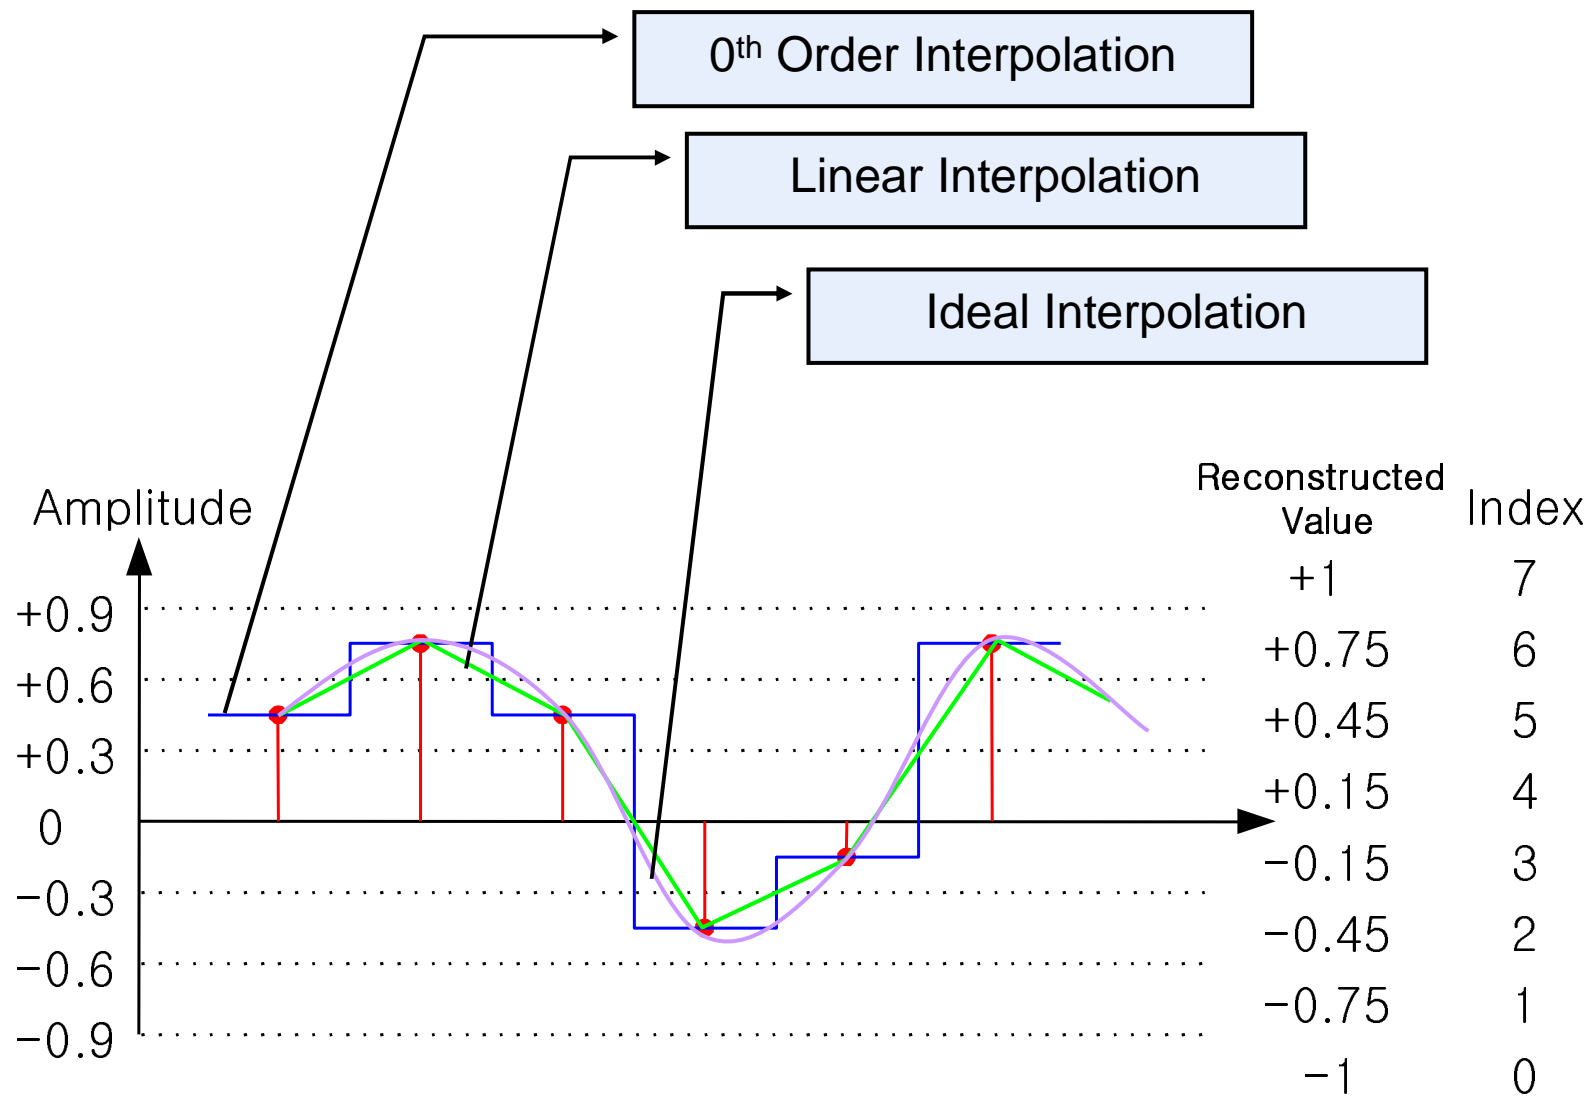 0th Order Interpolation
Linear Interpolation
Ideal Interpolation
Amplitude
Reconstructed
Value
Index
+0.9
+0.6
+0.3
0
−0.3
−0.6
−0.9
+1 7
+0.75 6
+0.45 5
+0.15 4
−0.15 3
−0.45 2
−0.75 1
−1 0